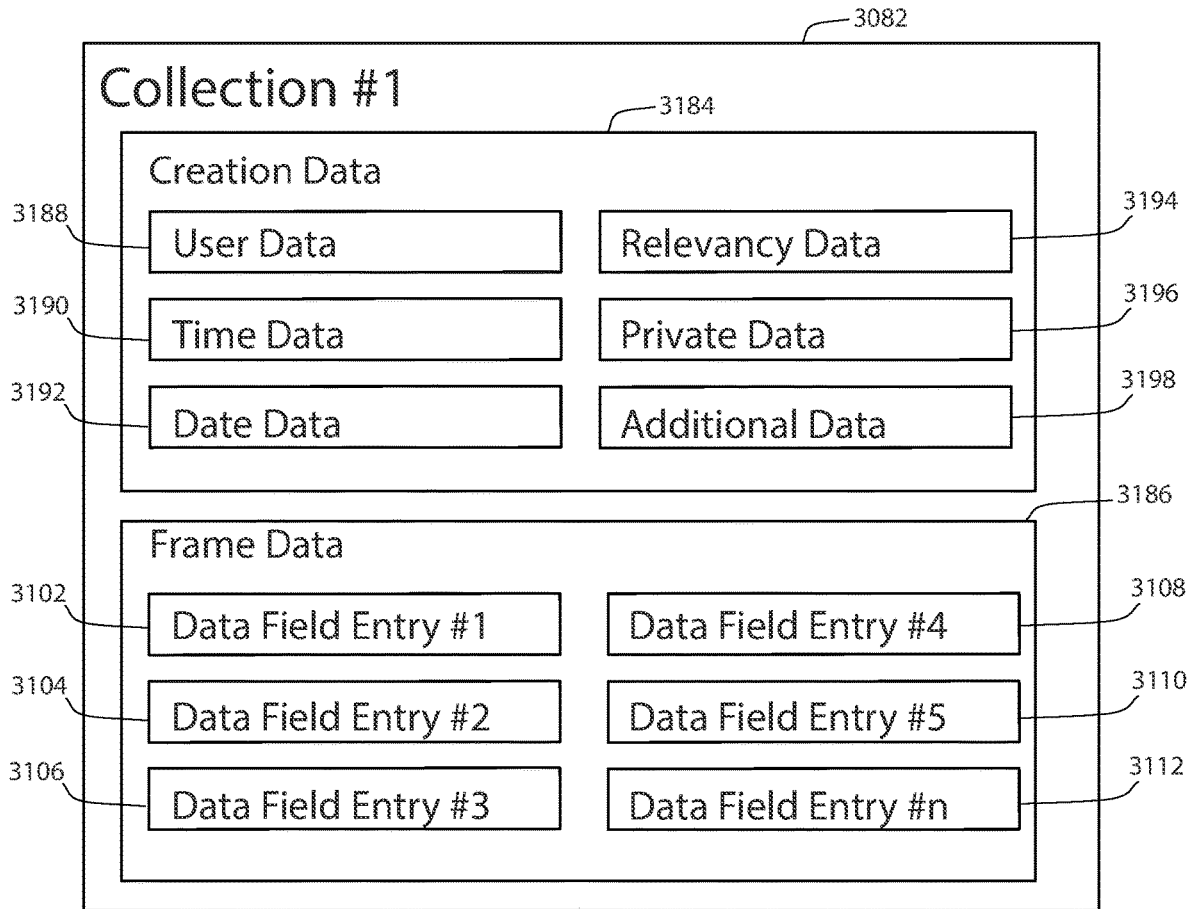 3082
Collection #1
3184
Creation Data
3188
User Data
Relevancy Data
3194
3190
Time Data
Private Data
3196
3192
Date Data
Additional Data
3198
3186
Frame Data
3102
Data Field Entry #1
Data Field Entry #4
3108
3104
Data Field Entry #2
Data Field Entry #5
3110
3106
Data Field Entry #3
Data Field Entry #n
3112